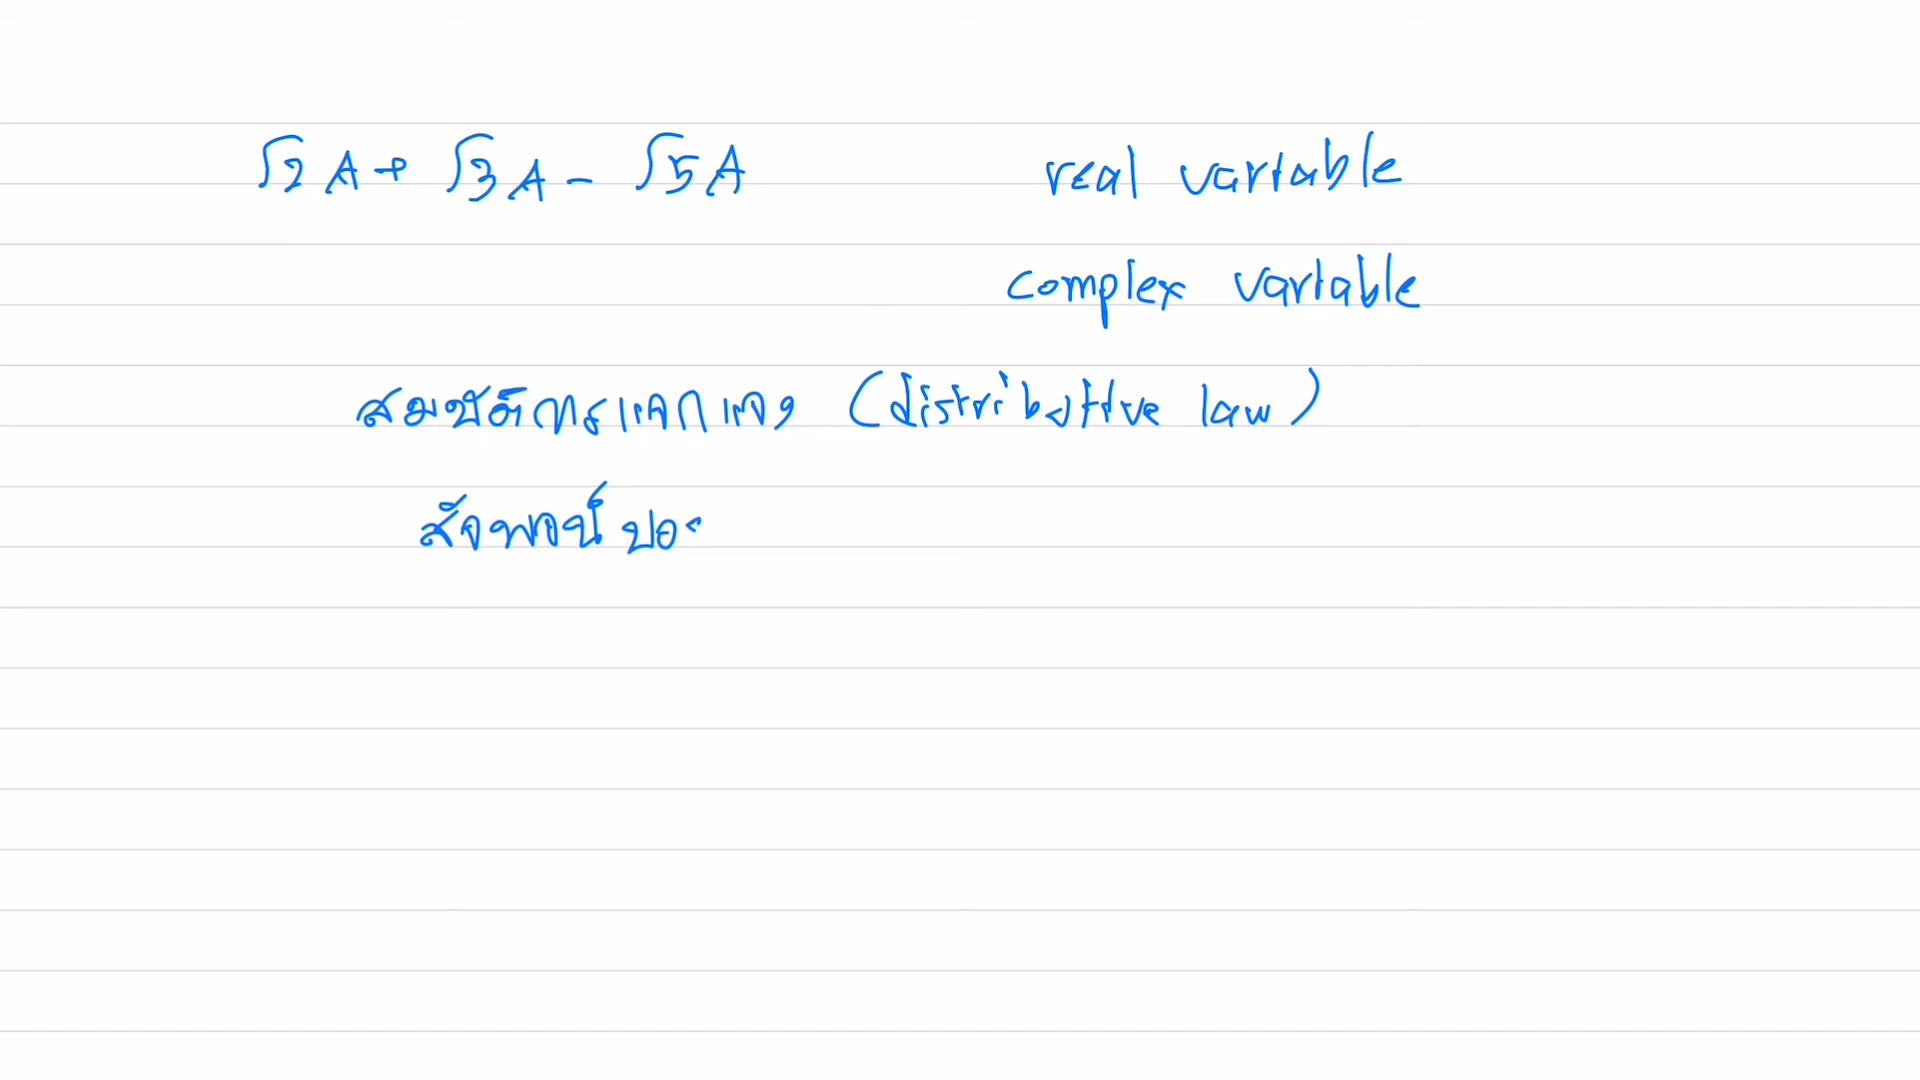 √2 A + √3 A - √5 A real variable
complex variable
สมบัติการแจกแจง (distributive law)
สัจพจน์ของ